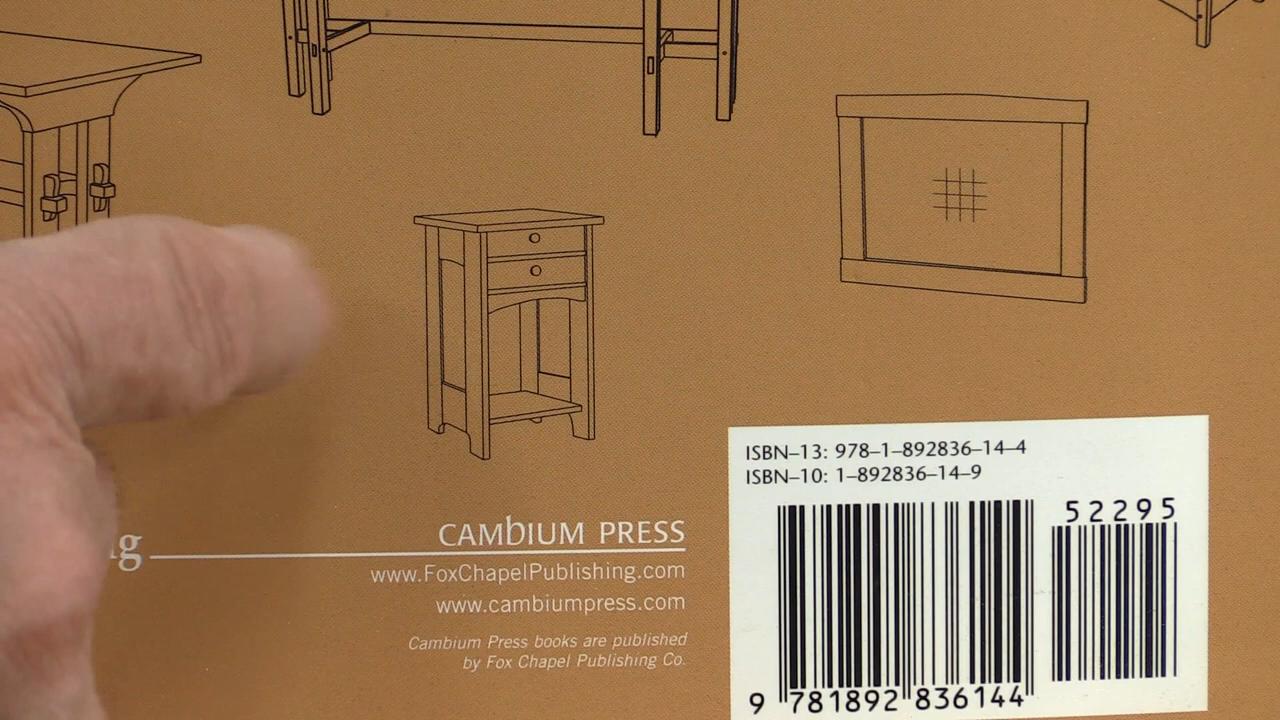 CAMBIUM PRESS
www.FoxChapelPublishing.com
www.cambiumpress.com
Cambium Press books are published
by Fox Chapel Publishing Co.
ISBN–13: 978–1–892836–14–4
ISBN–10: 1–892836–14–9
52295
9 781892 836144